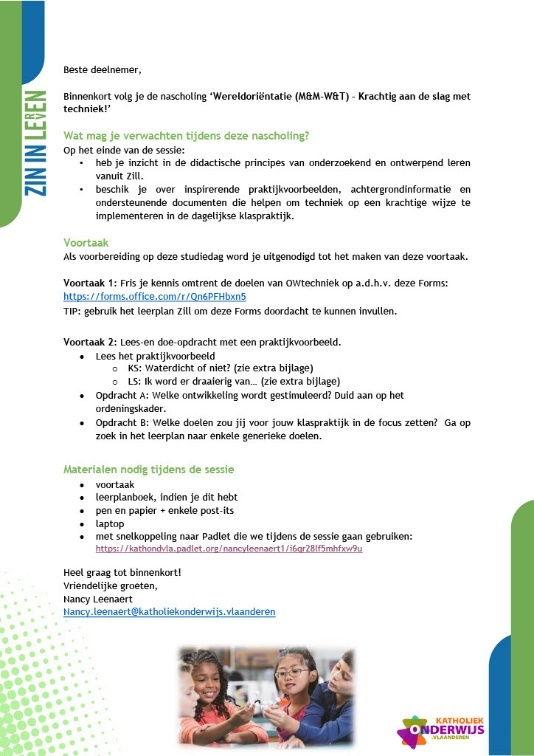 Beste deelnemer,
Binnenkort volg je de nascholing 'Wereldoriëntatie (M&M-W&T) - Krachtig aan de slag met
techniek!'
ZIN IN LEREN
LEVEN
Wat mag je verwachten tijdens deze nascholing?
Op het einde van de sessie:
• heb je inzicht in de didactische principes van onderzoekend en ontwerpend leren
vanuit Zill.
• beschik je over inspirerende praktijkvoorbeelden, achtergrondinformatie en
ondersteunende documenten die helpen om techniek op een krachtige wijze te
implementeren in de dagelijkse klaspraktijk.
Voortaak
Als voorbereiding op deze studiedag word je uitgenodigd tot het maken van deze voortaak.
Voortaak 1: Fris je kennis omtrent de doelen van OWtechniek op a.d.h.v. deze Forms:
https://forms.office.com/r/Qn6PFHbxn5
TIP: gebruik het leerplan Zill om deze Forms doordacht te kunnen invullen.
Voortaak 2: Lees-en doe-opdracht met een praktijkvoorbeeld.
• Lees het praktijkvoorbeeld
o KS: Waterdicht of niet? (zie extra bijlage)
o LS: Ik word er draaierig van… (zie extra bijlage)
• Opdracht A: Welke ontwikkeling wordt gestimuleerd? Duid aan op het
ordeningskader.
• Opdracht B: Welke doelen zou jij voor jouw klaspraktijk in de focus zetten? Ga op
zoek in het leerplan naar enkele generieke doelen.
Materialen nodig tijdens de sessie
• voortaak
• leerplanboek, indien je dit hebt
• pen en papier + enkele post-its
• laptop
• met snelkoppeling naar Padlet die we tijdens de sessie gaan gebruiken:
https://kathondvla.padlet.org/nancyleenaert1/i6qr28lf5mhfxw9u
Heel graag tot binnenkort!
Vriendelijke groeten,
Nancy Leenaert
Nancy.leenaert@katholiekonderwijs.vlaanderen
KATHOLIEK
ONDERWIJS
VLAANDEREN